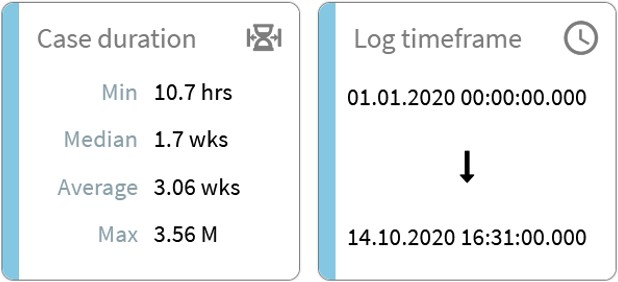 Case duration
Min 10.7 hrs
Median 1.7 wks
Average 3.06 wks
Max 3.56 M
Log timeframe
01.01.2020 00:00:00.000
14.10.2020 16:31:00.000